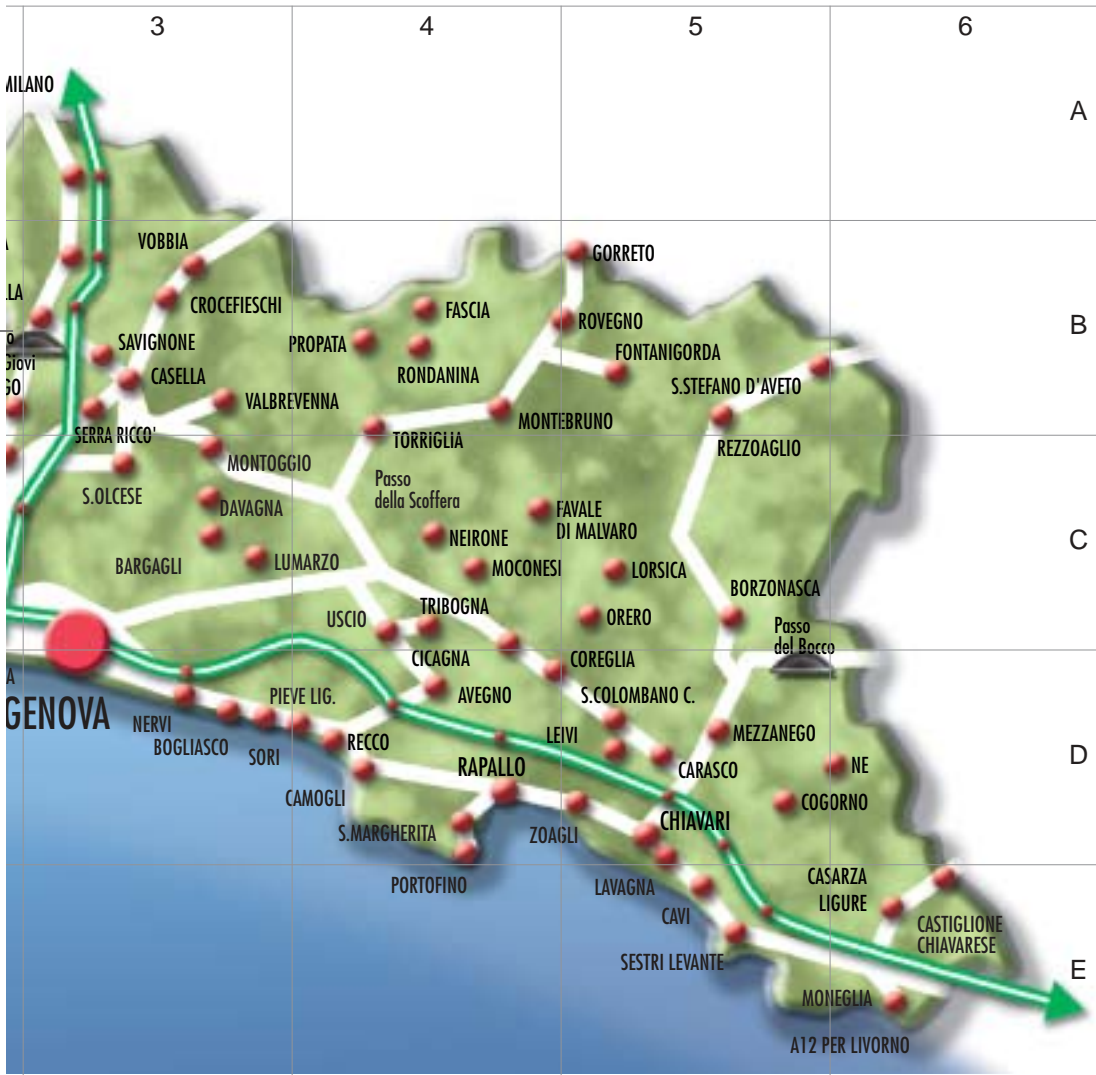 3 4 5 6
MILANO
A
VOBBIA
GORRETO
LLA
CROCEFIESCHI
FASCIA
ROVEGNO
B
SAVIGNONE
PROPATA
FONTANIGORDA
Giovi
CASELLA
RONDANINA
S.STEFANO D'AVETO
GO
VALBREVENNA
MONTEBRUNO
SERRA RICCO'
TORRIGLIA
REZZOAGLIO
MONTOGGIO
Passo
della Scoffera
S.OLCESE
DAVAGNA
FAVALE
DI MALVARO
NEIRONE
C
BARGAGLI
LUMARZO
MOCONESI
LORSICA
BORZONASCA
USCIO
TRIBOGNA
ORERO
Passo
del Bocco
CICAGNA
COREGLIA
A
GENOVA
PIEVE LIG.
AVEGNO
S.COLOMBANO C.
NERVI
BOGLIASCO
SORI
RECCO
LEIVI
MEZZANEGO
RAPALLO
CARASCO
NE
D
CAMOGLI
COGORNO
S.MARGHERITA
ZOAGLI
CHIAVARI
PORTOFINO
LAVAGNA
CASARZA
LIGURE
CAVI
CASTIGLIONE
CHIAVARESE
SESTRI LEVANTE
E
MONEGLIA
A12 PER LIVORNO